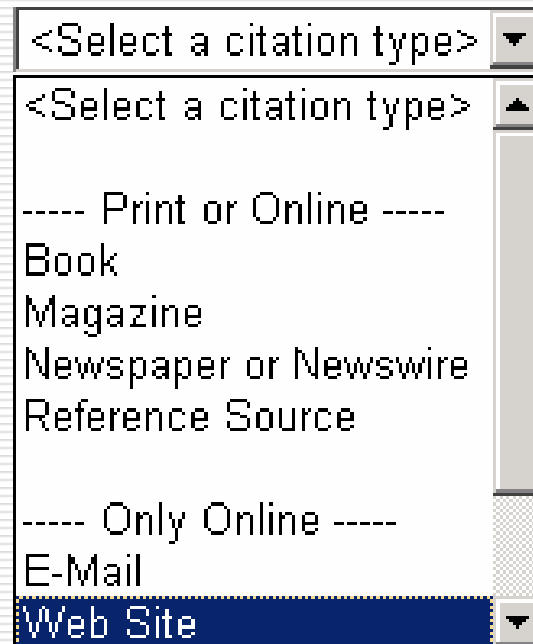 <Select a citation type>
<Select a citation type>
----- Print or Online -----
Book
Magazine
Newspaper or Newswire
Reference Source
----- Only Online -----
E-Mail
Web Site